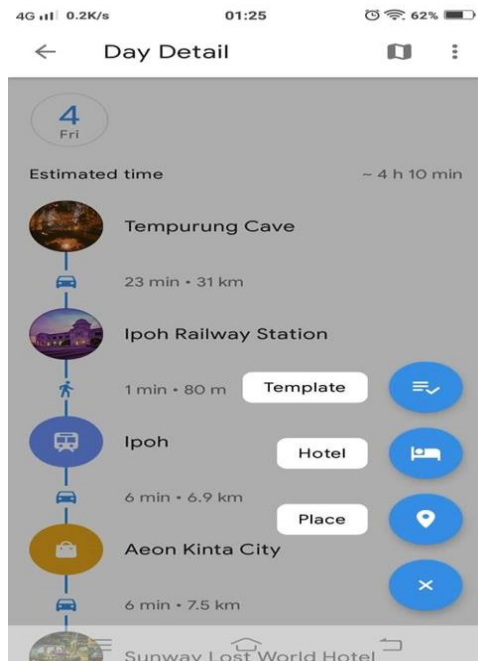 4G 0.2K/s 01:25 62%
Day Detail
4
Fri
Estimated time ~ 4 h 10 min
Tempurung Cave
23 min • 31 km
Ipoh Railway Station
1 min • 80 m
Template
Ipoh
Hotel
6 min • 6.9 km
Place
Aeon Kinta City
6 min • 7.5 km
Sunway Lost World Hotel